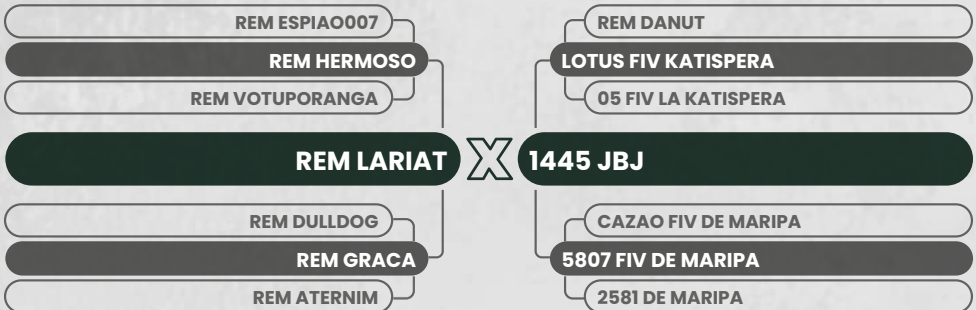 REM ESPIAO007
REM HERMOSO
REM VOTUPORANGA
REM LARIAT
REM DULLDOG
REM GRACA
REM ATERNIM
X
REM DANUT
LOTUS FIV KATISPERA
05 FIV LA KATISPERA
1445 JBJ
CAZAO FIV DE MARIPA
5807 FIV DE MARIPA
2581 DE MARIPA